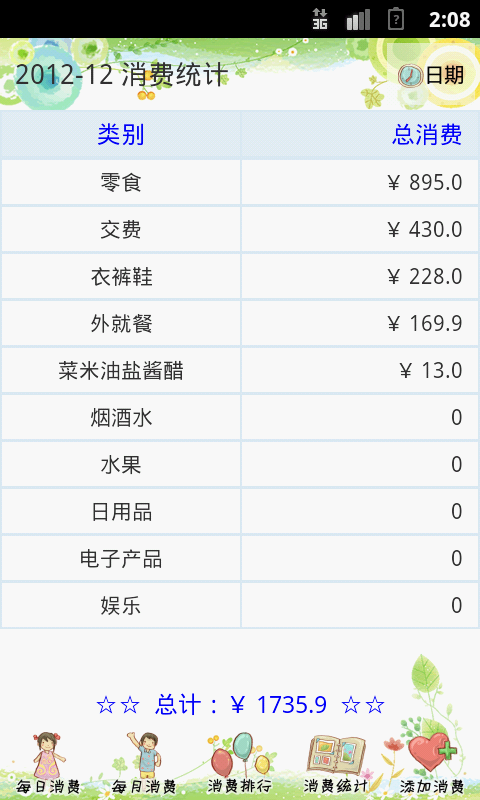 3G ? 2:08
2012-12 消费统计 日期
类别 总消费
零食 ￥ 895.0
交费 ￥ 430.0
衣裤鞋 ￥ 228.0
外就餐 ￥ 169.9
菜米油盐酱醋 ￥ 13.0
烟酒水 0
水果 0
日用品 0
电子产品 0
娱乐 0
☆☆ 总计：￥ 1735.9 ☆☆
每日消费 每月消费 消费排行 消费统计 添加消费